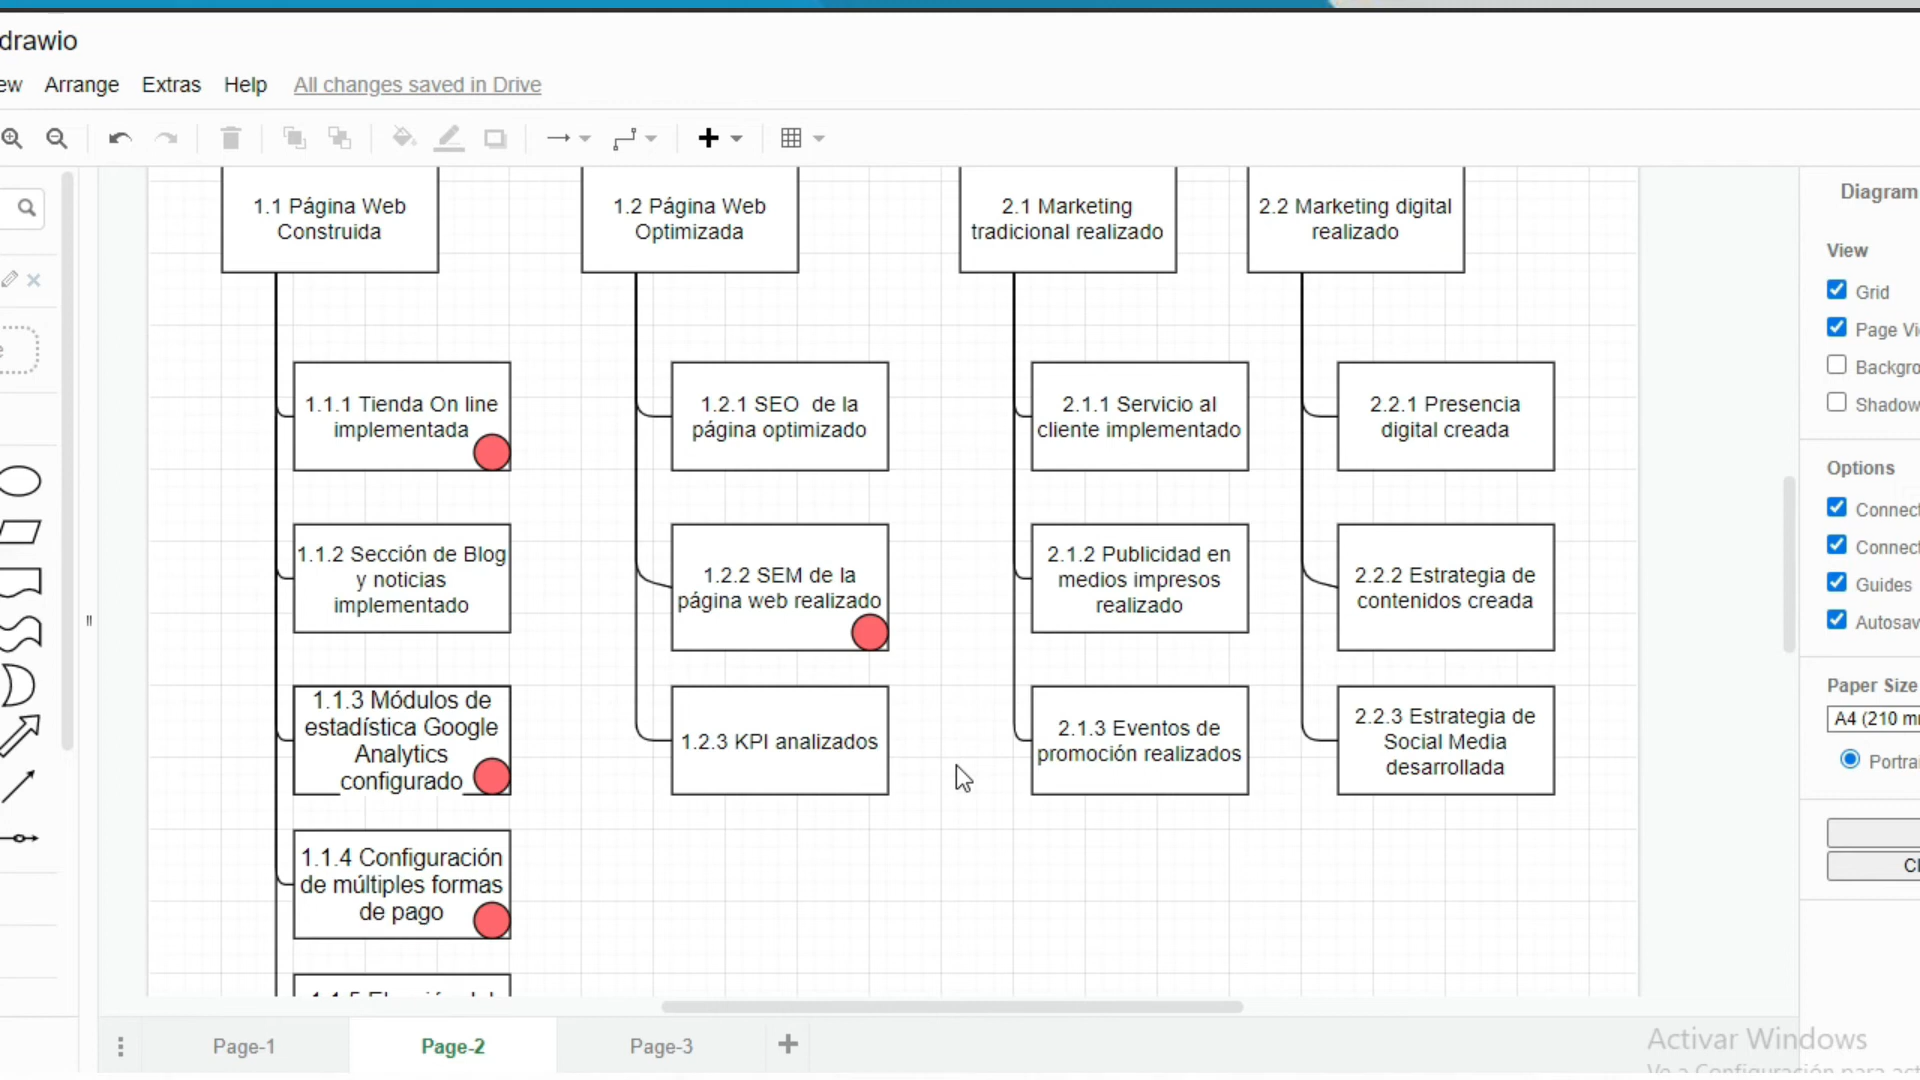 drawio
ew Arrange Extras Help All changes saved in Drive
Diagram
1.1 Página Web
Construida
1.2 Página Web
Optimizada
2.1 Marketing
tradicional realizado
2.2 Marketing digital
realizado
1.1.1 Tienda On line
implementada
1.1.2 Sección de Blog
y noticias
implementado
1.1.3 Módulos de
estadística Google
Analytics
configurado
1.1.4 Configuración
de múltiples formas
de pago
1.2.1 SEO de la
página optimizado
1.2.2 SEM de la
página web realizado
1.2.3 KPI analizados
2.1.1 Servicio al
cliente implementado
2.1.2 Publicidad en
medios impresos
realizado
2.1.3 Eventos de
promoción realizados
2.2.1 Presencia
digital creada
2.2.2 Estrategia de
contenidos creada
2.2.3 Estrategia de
Social Media
desarrollada
View
Grid
Page Vi
Backgro
Shadow
Options
Connect
Connect
Guides
Autosav
Paper Size
A4 (210 m
Portrai
Cl
Page-1
Page-2
Page-3
Activar Windows